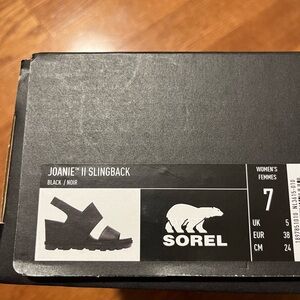 JOANIE™ II SLINGBACK
BLACK / NOIR
WOMEN'S
FEMMES
7
UK 5
EUR 38
CM 24
SOREL